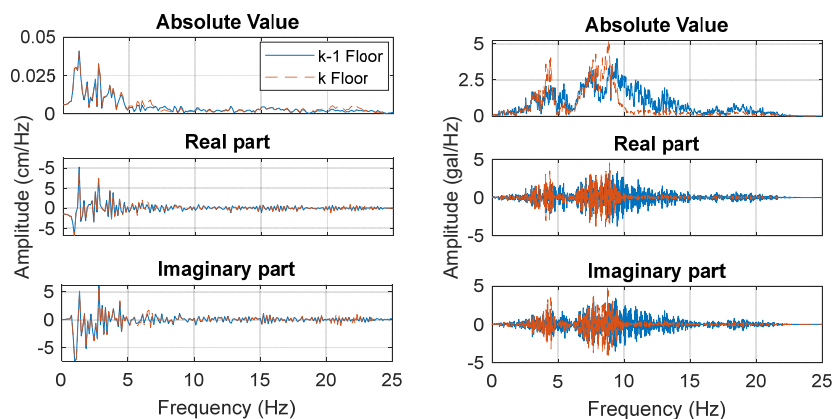 Absolute Value
0.05
0.025
0
k-1 Floor
k Floor
Real part
-5
0
-5
Imaginary part
5
0
-5
0 5 10 15 20 25
Frequency (Hz)
Amplitude (cm/Hz)
Absolute Value
5
2.5
0
Real part
5
0
-5
Imaginary part
5
0
-5
0 5 10 15 20 25
Frequency (Hz)
Amplitude (gal/Hz)